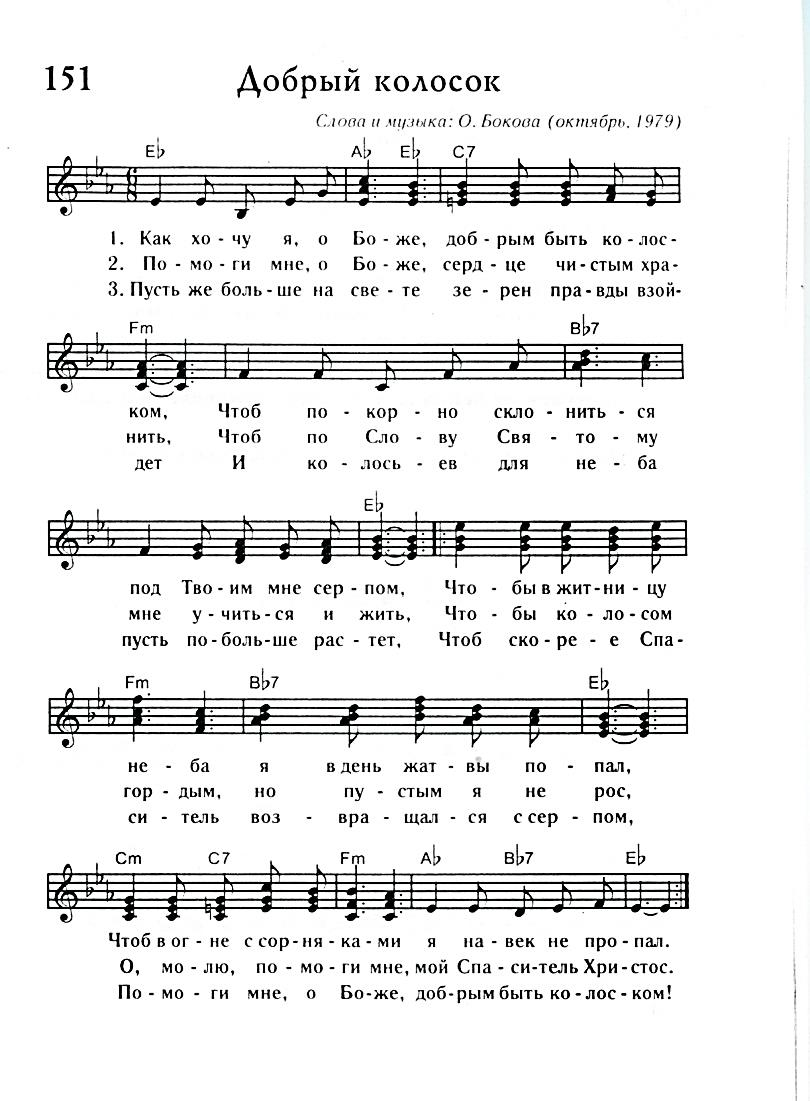 151 Добрый колосок
Слова и музыка: О. Бокова (октябрь, 1979)
E♭ A♭ E♭ C7
1. Как хо - чу я, о Бо - же, доб - рым быть ко - лос -
2. По - мо - ги мне, о Бо - же, серд - це чи - стым хра-
3. Пусть же боль - ше на све - те зе - рен прав - ды взой-
Fm B♭7
ком, Чтоб по - кор - но скло - нить - ся
нить, Чтоб по Сло - ву Свя - то - му
дет И ко - лось - ев для не - ба
E♭
под Тво - им мне сер - пом, Что - бы в жит - ни - цу
мне у - чить - ся и жить, Что - бы ко - ло - сом
пусть по - боль - ше рас - тет, Чтоб ско - ре - е Спа-
Fm B♭7 E♭
не - ба я в день жат - вы по - пал,
гор - дым, но пу - стым я не рос,
си - тель воз - вра - щал - ся с сер - пом,
Cm C7 Fm A♭ B♭7 E♭
Чтоб в ог - не с сор - ня - ка - ми я на - век не про - пал.
О, мо - лю, по - мо - ги мне, мой Спа - си - тель Хри - стос.
По - мо - ги мне, о Бо - же, доб - рым быть ко - лос - ком!